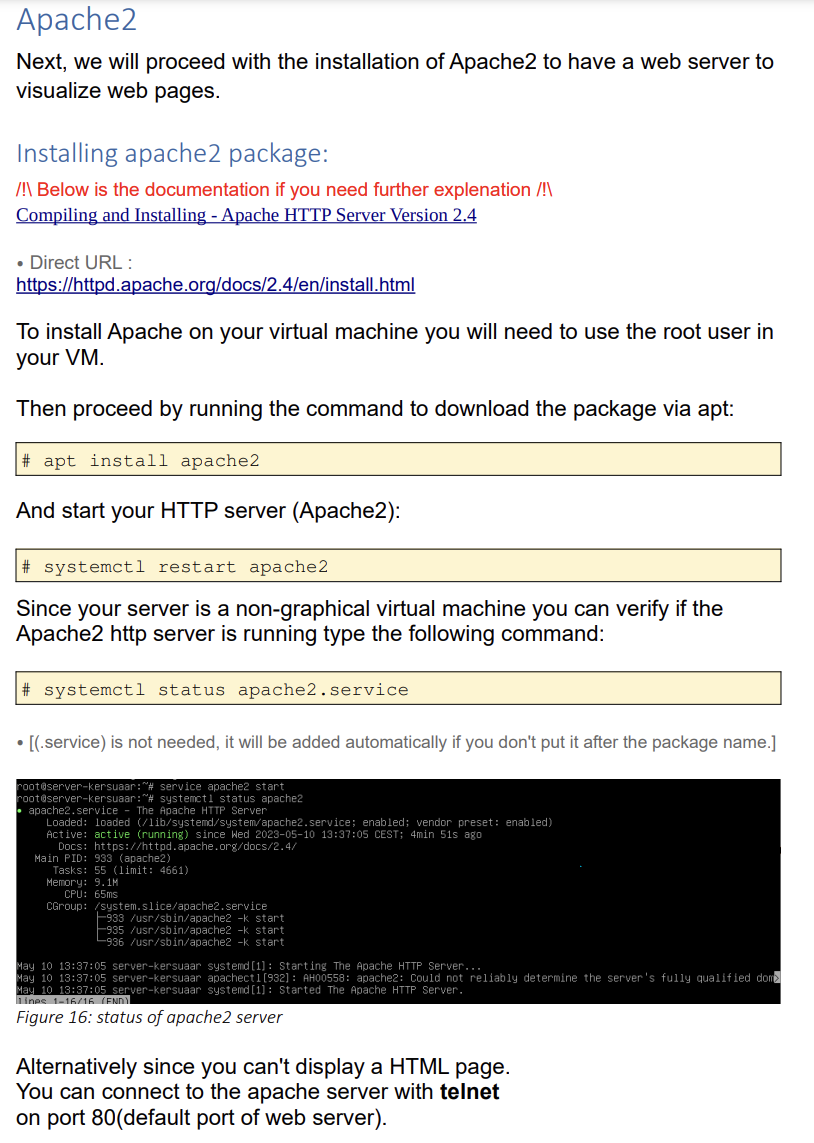 Apache2
Next, we will proceed with the installation of Apache2 to have a web server to
visualize web pages.
Installing apache2 package:
/!\ Below is the documentation if you need further explenation /!\
Compiling and Installing - Apache HTTP Server Version 2.4
• Direct URL :
https://httpd.apache.org/docs/2.4/en/install.html
To install Apache on your virtual machine you will need to use the root user in
your VM.
Then proceed by running the command to download the package via apt:
# apt install apache2
And start your HTTP server (Apache2):
# systemctl restart apache2
Since your server is a non-graphical virtual machine you can verify if the
Apache2 http server is running type the following command:
# systemctl status apache2.service
• [(.service) is not needed, it will be added automatically if you don't put it after the package name.]
root@server-kersuaar:~# service apache2 start
root@server-kersuaar:~# systemctl status apache2
● apache2.service - The Apache HTTP Server
Loaded: loaded (/lib/systemd/system/apache2.service; enabled; vendor preset: enabled)
Active: active (running) since Wed 2023-05-10 13:37:05 CEST; 4min 51s ago
Docs: https://httpd.apache.org/docs/2.4/
Main PID: 933 (apache2)
Tasks: 55 (limit: 4661)
Memory: 9.1M
CPU: 65ms
CGroup: /system.slice/apache2.service
├─933 /usr/sbin/apache2 -k start
├─935 /usr/sbin/apache2 -k start
└─936 /usr/sbin/apache2 -k start
May 10 13:37:05 server-kersuaar systemd[1]: Starting The Apache HTTP Server...
May 10 13:37:05 server-kersuaar apachectl[932]: AH00558: apache2: Could not reliably determine the server's fully qualified dom>
May 10 13:37:05 server-kersuaar systemd[1]: Started The Apache HTTP Server.
lines 1-16/16 (END)
Figure 16: status of apache2 server
Alternatively since you can't display a HTML page.
You can connect to the apache server with telnet
on port 80(default port of web server).